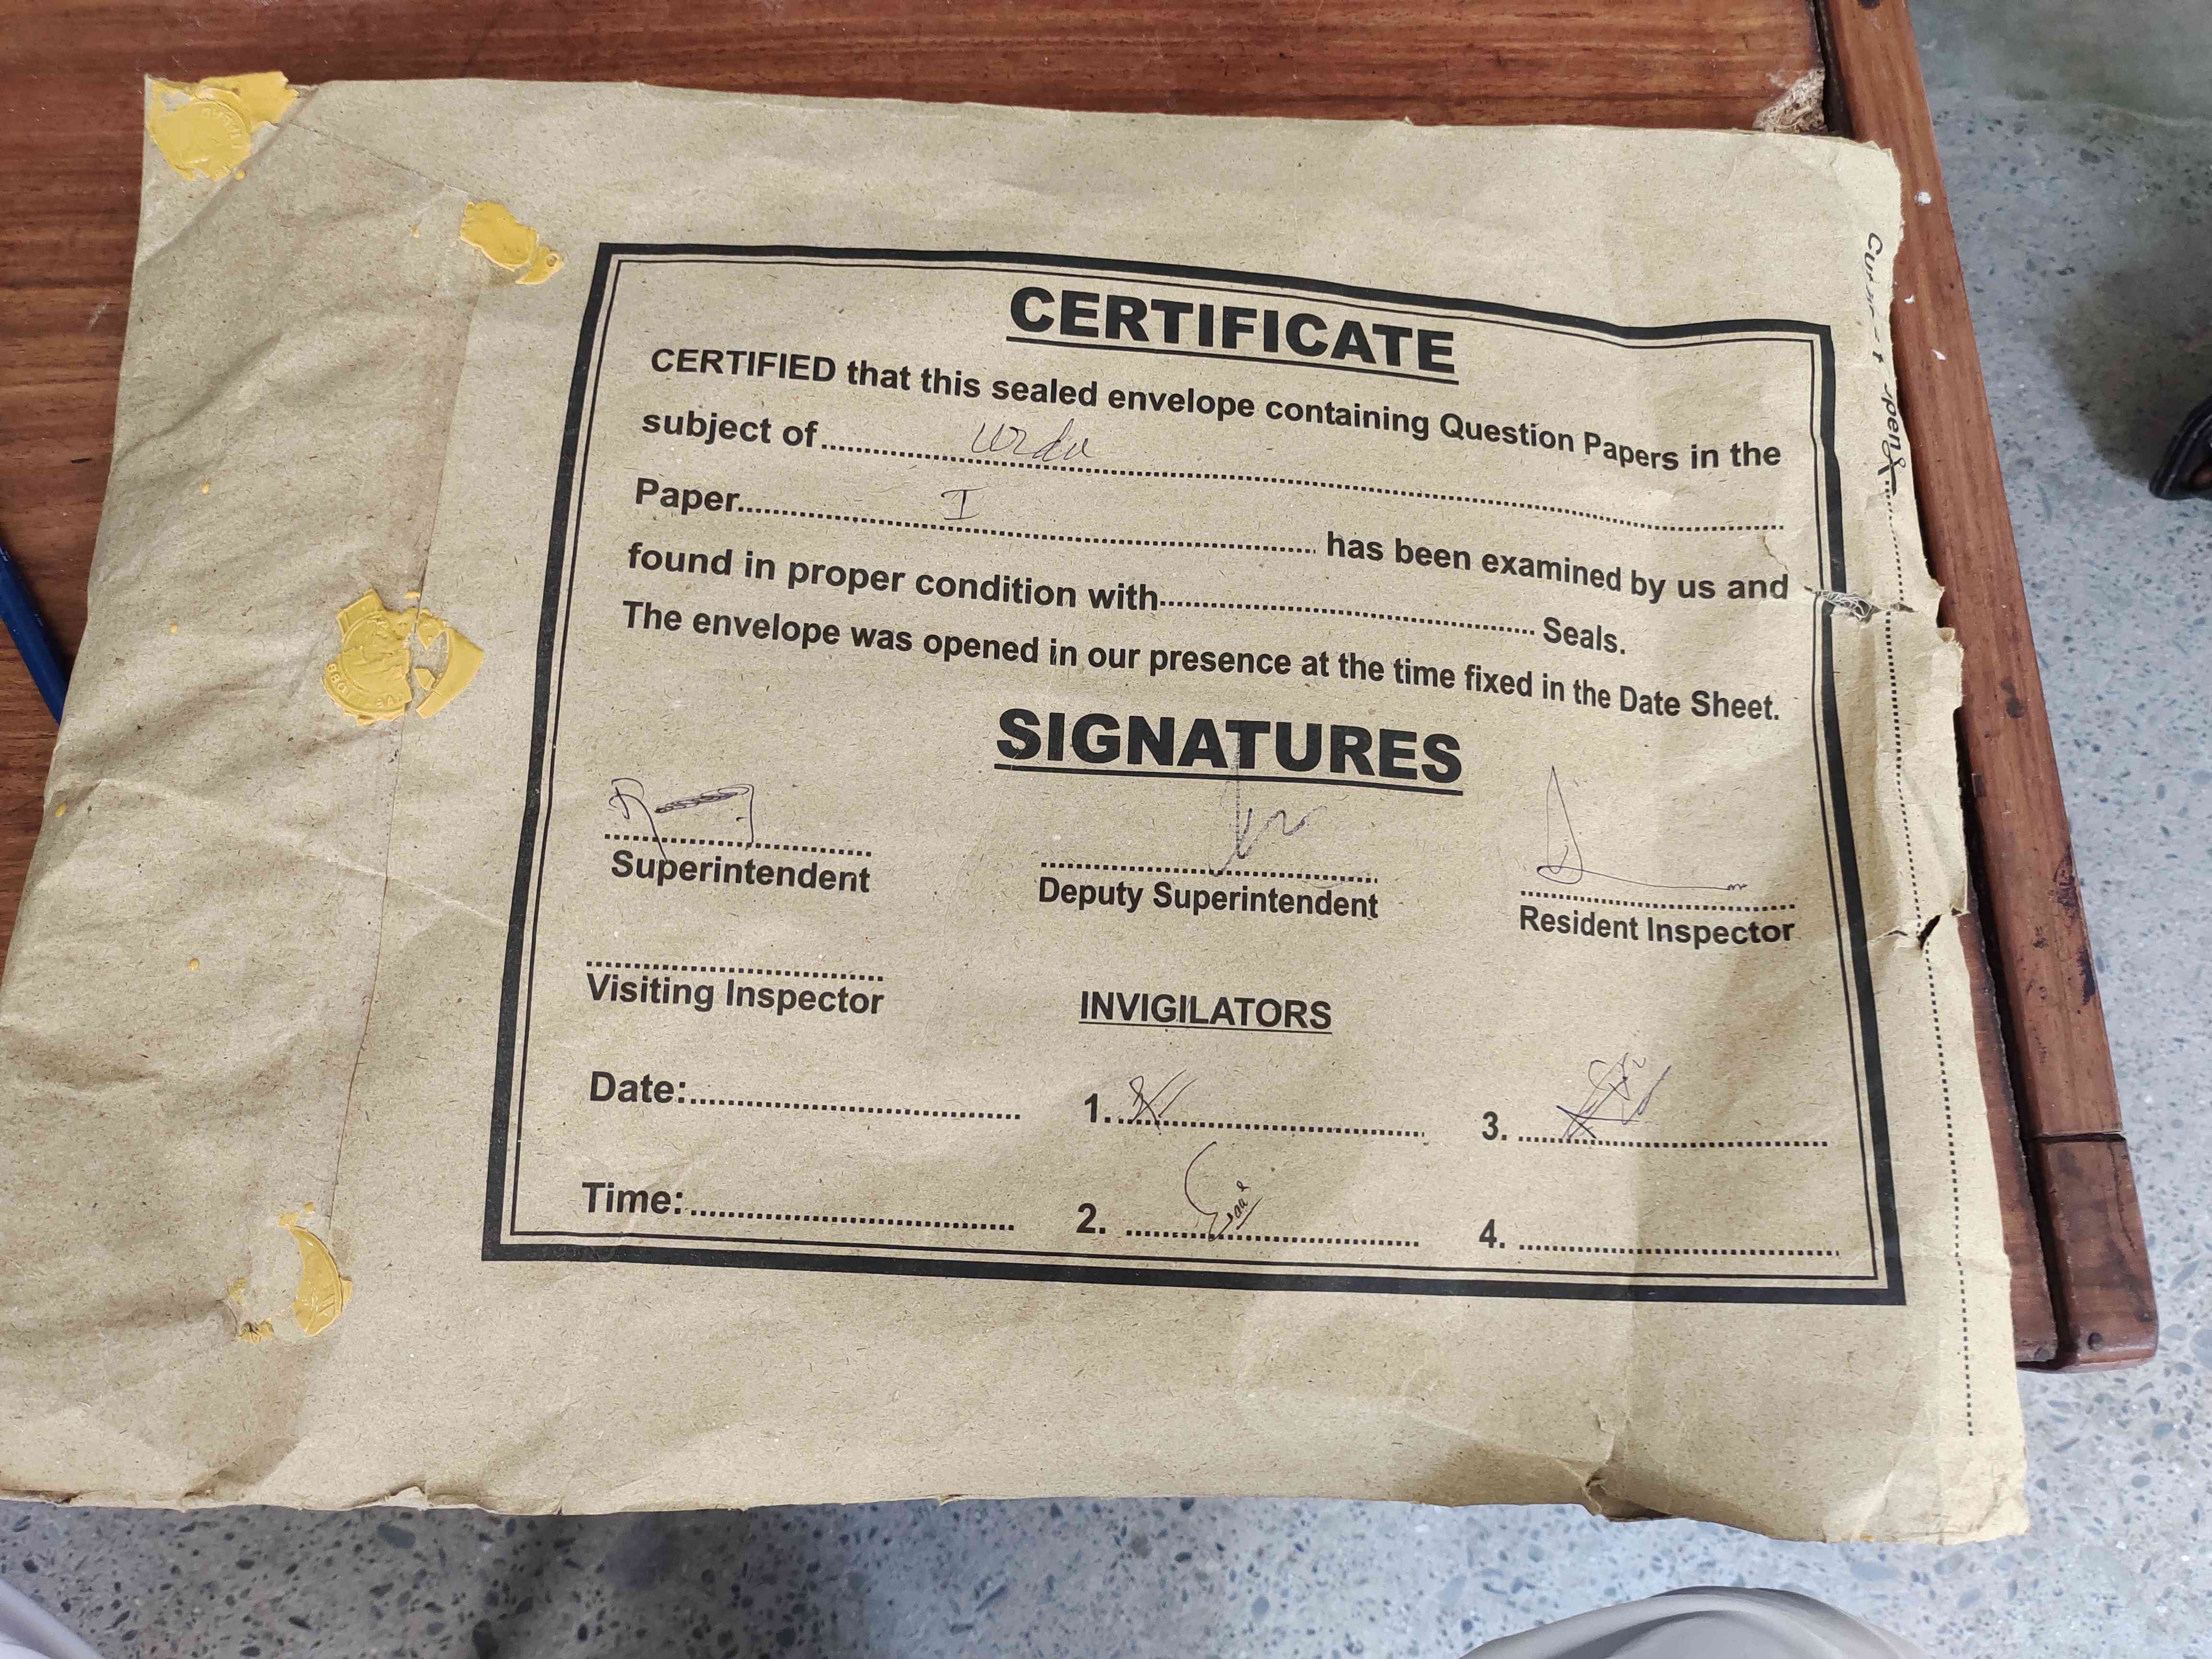 CERTIFICATE
CERTIFIED that this sealed envelope containing Question Papers in the
subject of Urdu
Paper I has been examined by us and
found in proper condition with Seals.
The envelope was opened in our presence at the time fixed in the Date Sheet.
SIGNATURES
Superintendent Deputy Superintendent Resident Inspector
Visiting Inspector INVIGILATORS
Date: 1. 3.
Time: 2. 4.